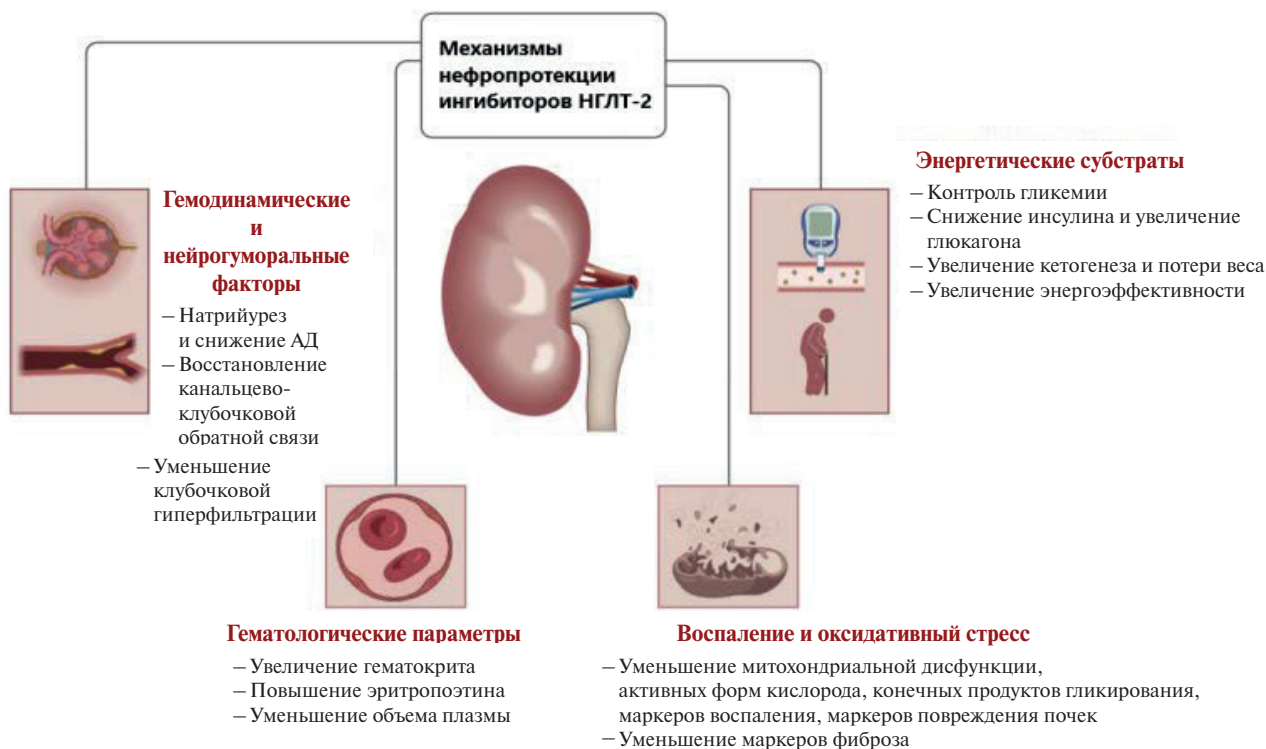 Механизмы
нефропротекции
ингибиторов НГЛТ-2
Гемодинамические
и
нейрогуморальные
факторы
– Натрийурез
и снижение АД
– Восстановление
канальцево-
клубочковой
обратной связи
– Уменьшение
клубочковой
гиперфильтрации
Энергетические субстраты
– Контроль гликемии
– Снижение инсулина и увеличение
глюкагона
– Увеличение кетогенеза и потери веса
– Увеличение энергоэффективности
Гематологические параметры
– Увеличение гематокрита
– Повышение эритропоэтина
– Уменьшение объема плазмы
Воспаление и оксидативный стресс
– Уменьшение митохондриальной дисфункции,
активных форм кислорода, конечных продуктов гликирования,
маркеров воспаления, маркеров повреждения почек
– Уменьшение маркеров фиброза